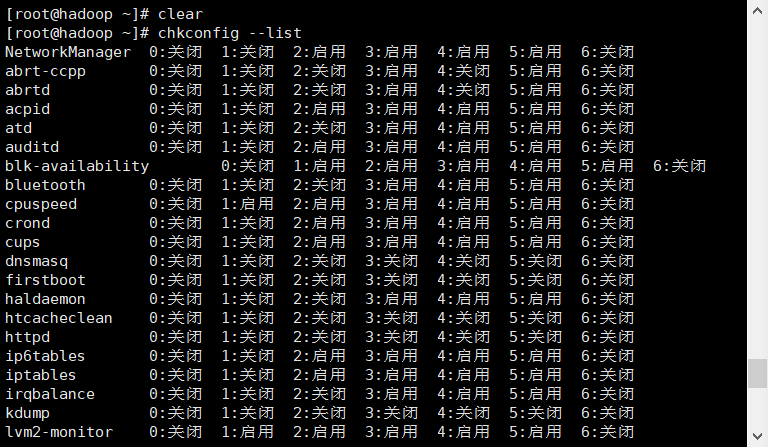 [root@hadoop ~]# clear
[root@hadoop ~]# chkconfig --list
NetworkManager 0:关闭 1:关闭 2:启用 3:启用 4:启用 5:启用 6:关闭
abrt-ccpp 0:关闭 1:关闭 2:关闭 3:启用 4:关闭 5:启用 6:关闭
abrtd 0:关闭 1:关闭 2:关闭 3:启用 4:关闭 5:启用 6:关闭
acpid 0:关闭 1:关闭 2:启用 3:启用 4:启用 5:启用 6:关闭
atd 0:关闭 1:关闭 2:关闭 3:启用 4:启用 5:启用 6:关闭
auditd 0:关闭 1:关闭 2:启用 3:启用 4:启用 5:启用 6:关闭
blk-availability 0:关闭 1:启用 2:启用 3:启用 4:启用 5:启用 6:关闭
bluetooth 0:关闭 1:关闭 2:关闭 3:启用 4:启用 5:启用 6:关闭
cpuspeed 0:关闭 1:启用 2:启用 3:启用 4:启用 5:启用 6:关闭
crond 0:关闭 1:关闭 2:启用 3:启用 4:启用 5:启用 6:关闭
cups 0:关闭 1:关闭 2:启用 3:启用 4:启用 5:启用 6:关闭
dnsmasq 0:关闭 1:关闭 2:关闭 3:关闭 4:关闭 5:关闭 6:关闭
firstboot 0:关闭 1:关闭 2:关闭 3:关闭 4:关闭 5:关闭 6:关闭
haldaemon 0:关闭 1:关闭 2:关闭 3:启用 4:启用 5:启用 6:关闭
htcacheclean 0:关闭 1:关闭 2:关闭 3:关闭 4:关闭 5:关闭 6:关闭
httpd 0:关闭 1:关闭 2:关闭 3:关闭 4:关闭 5:关闭 6:关闭
ip6tables 0:关闭 1:关闭 2:启用 3:启用 4:启用 5:启用 6:关闭
iptables 0:关闭 1:关闭 2:启用 3:启用 4:启用 5:启用 6:关闭
irqbalance 0:关闭 1:关闭 2:关闭 3:启用 4:启用 5:启用 6:关闭
kdump 0:关闭 1:关闭 2:关闭 3:关闭 4:关闭 5:关闭 6:关闭
lvm2-monitor 0:关闭 1:启用 2:启用 3:启用 4:启用 5:启用 6:关闭